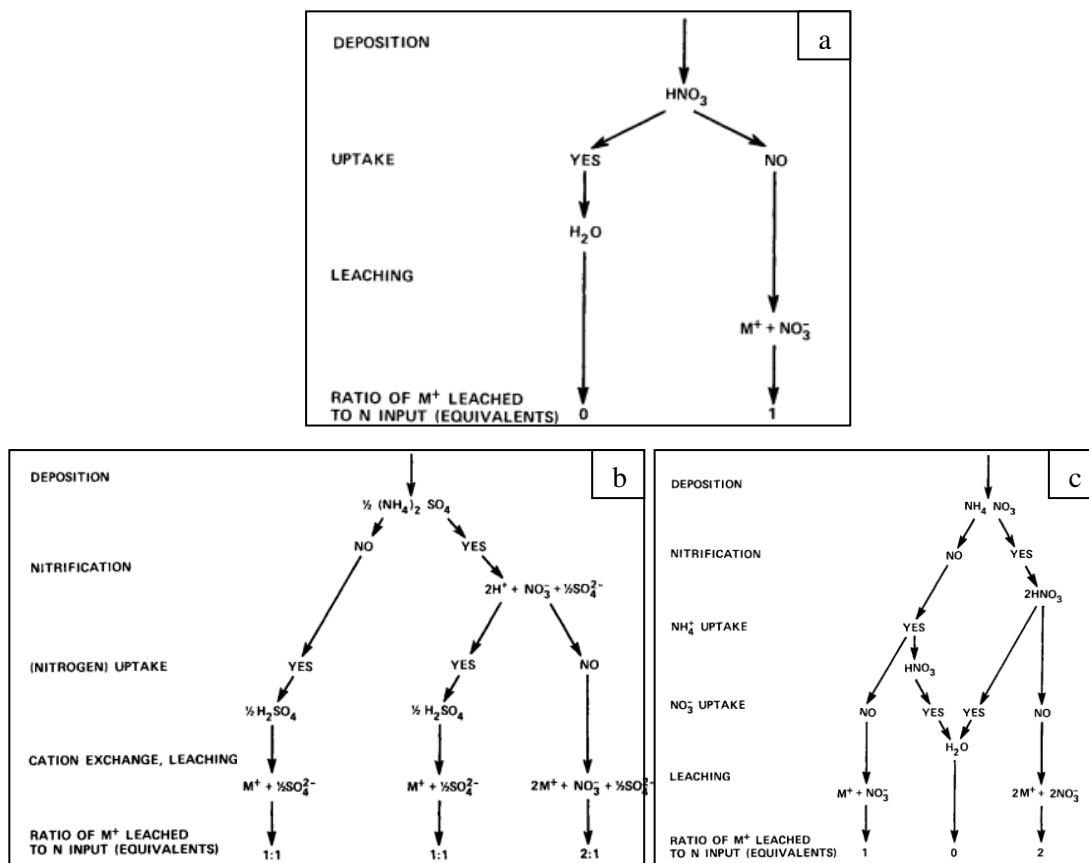 a
DEPOSITION
HNO₃
UPTAKE YES NO
H₂O
LEACHING
M⁺ + NO₃⁻
RATIO OF M⁺ LEACHED
TO N INPUT (EQUIVALENTS) 0 1
b
DEPOSITION
½ (NH₄)₂ SO₄
NO YES
NITRIFICATION
2H⁺ + NO₃⁻ + ½SO₄²⁻
(NITROGEN) UPTAKE YES YES NO
½ H₂SO₄ ½ H₂SO₄
CATION EXCHANGE, LEACHING
M⁺ + ½SO₄²⁻ M⁺ + ½SO₄²⁻ 2M⁺ + NO₃⁻ + ½SO₄²⁻
RATIO OF M⁺ LEACHED
TO N INPUT (EQUIVALENTS) 1:1 1:1 2:1
c
DEPOSITION
NH₄ NO₃
NITRIFICATION NO YES
2HNO₃
NH₄⁺ UPTAKE YES
HNO₃
NO₃⁻ UPTAKE NO YES YES NO
H₂O
LEACHING
M⁺ + NO₃⁻ 2M⁺ + 2NO₃⁻
RATIO OF M⁺ LEACHED
TO N INPUT (EQUIVALENTS) 1 0 2